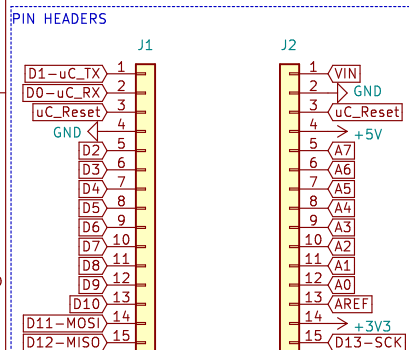 PIN HEADERS
J1
J2
D1-uC_TX 1
D0-uC_RX 2
uC_Reset 3
GND 4
D2 5
D3 6
D4 7
D5 8
D6 9
D7 10
D8 11
D9 12
D10 13
D11-MOSI 14
D12-MISO 15
1 VIN
2 GND
3 uC_Reset
4 +5V
5 A7
6 A6
7 A5
8 A4
9 A3
10 A2
11 A1
12 A0
13 AREF
14 +3V3
15 D13-SCK